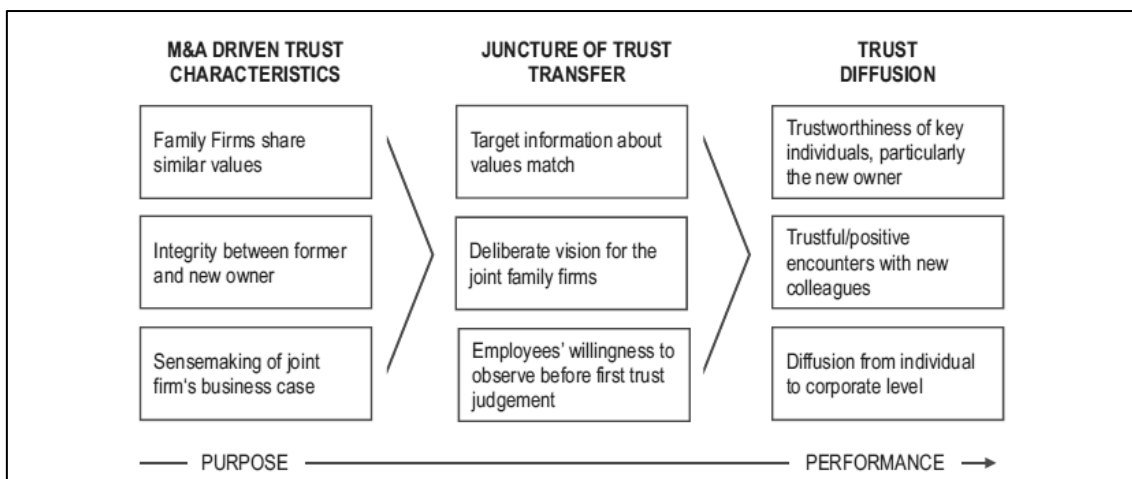 M&A DRIVEN TRUST
CHARACTERISTICS
Family Firms share
similar values
Integrity between former
and new owner
Sensemaking of joint
firm's business case
JUNCTURE OF TRUST
TRANSFER
Target information about
values match
Deliberate vision for the
joint family firms
Employees' willingness to
observe before first trust
judgement
TRUST
DIFFUSION
Trustworthiness of key
individuals, particularly
the new owner
Trustful/positive
encounters with new
colleagues
Diffusion from individual
to corporate level
PURPOSE
PERFORMANCE